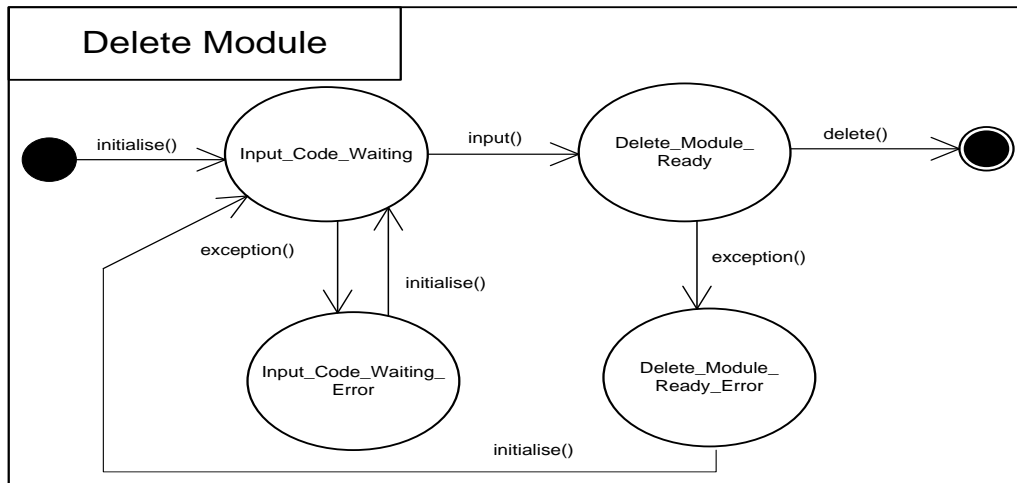 Delete Module
initialise()
Input_Code_Waiting
input()
Delete_Module_
Ready
delete()
exception()
initialise()
exception()
Input_Code_Waiting_
Error
Delete_Module_
Ready_Error
initialise()